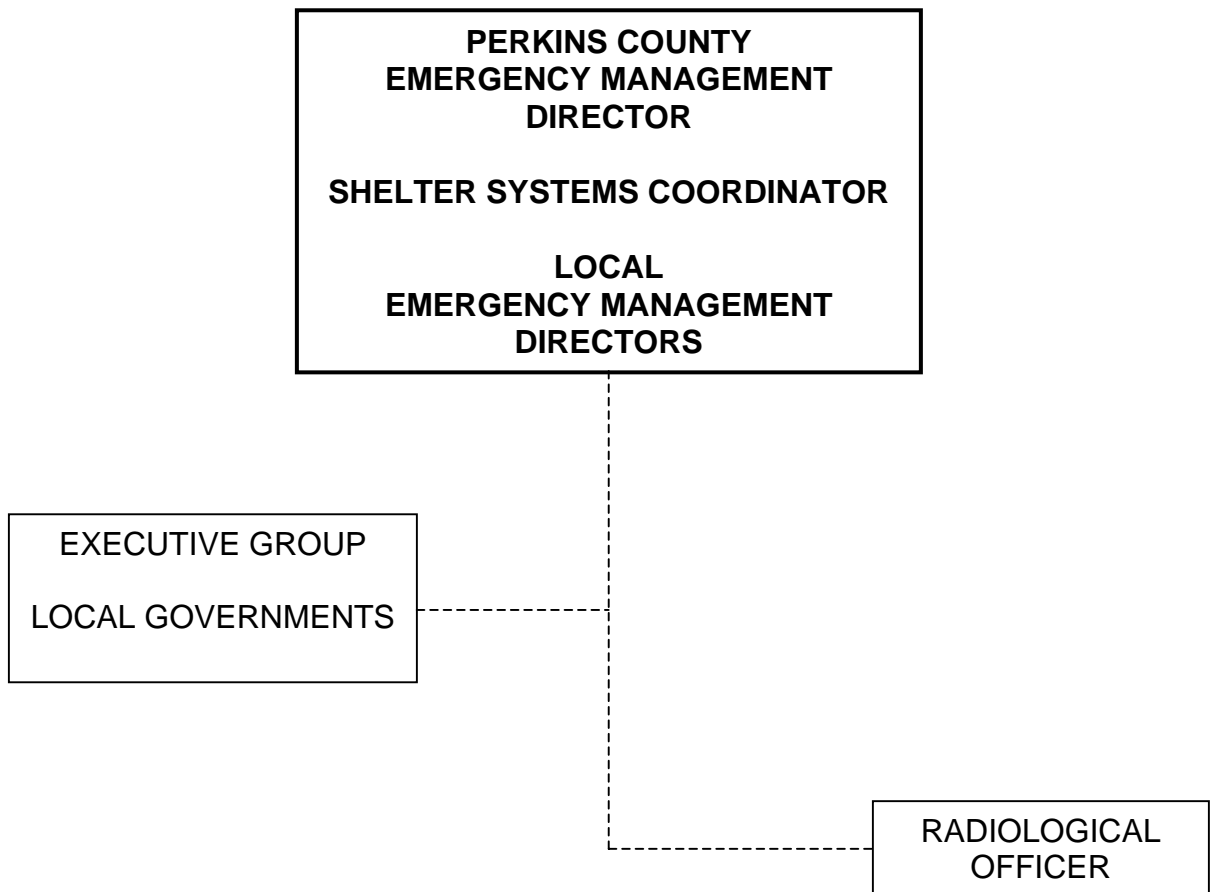 PERKINS COUNTY
EMERGENCY MANAGEMENT
DIRECTOR
SHELTER SYSTEMS COORDINATOR
LOCAL
EMERGENCY MANAGEMENT
DIRECTORS
EXECUTIVE GROUP
LOCAL GOVERNMENTS
RADIOLOGICAL
OFFICER